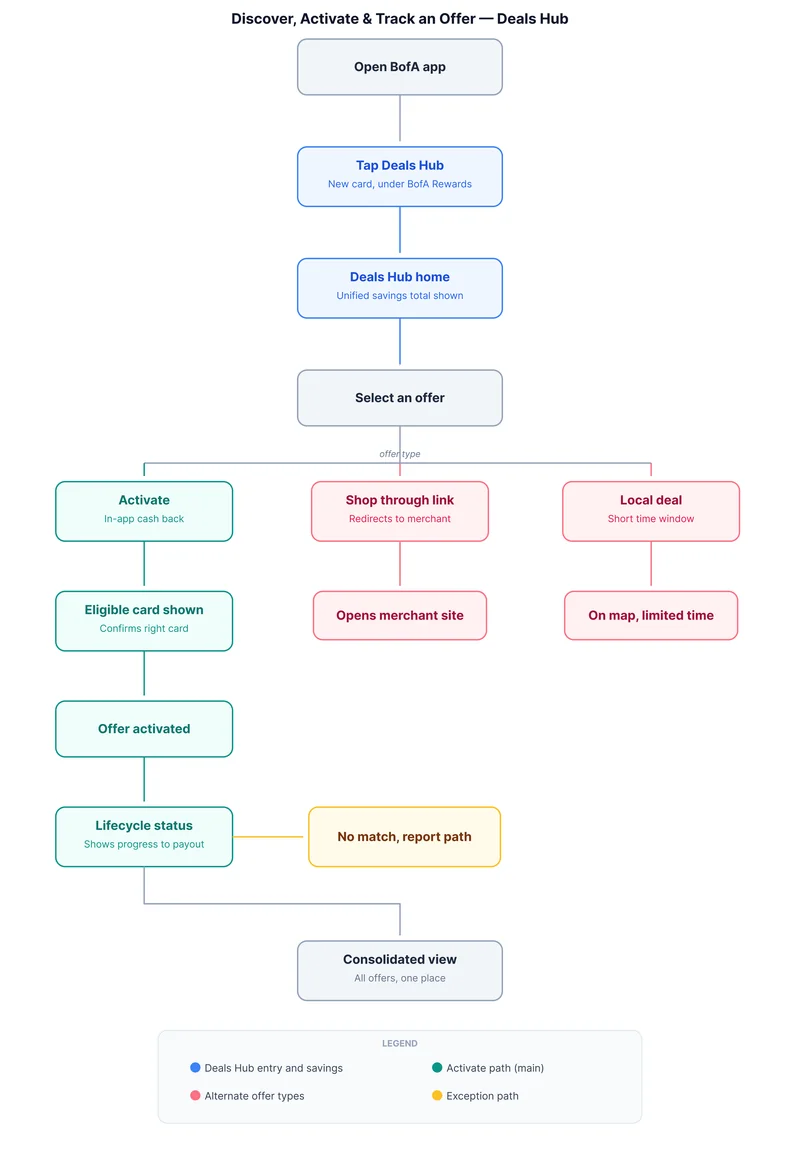 Discover, Activate & Track an Offer — Deals Hub
Open BofA app
Tap Deals Hub
New card, under BofA Rewards
Deals Hub home
Unified savings total shown
Select an offer
offer type
Activate
In-app cash back
Shop through link
Redirects to merchant
Local deal
Short time window
Eligible card shown
Confirms right card
Opens merchant site
On map, limited time
Offer activated
Lifecycle status
Shows progress to payout
No match, report path
Consolidated view
All offers, one place
LEGEND
Deals Hub entry and savings
Activate path (main)
Alternate offer types
Exception path